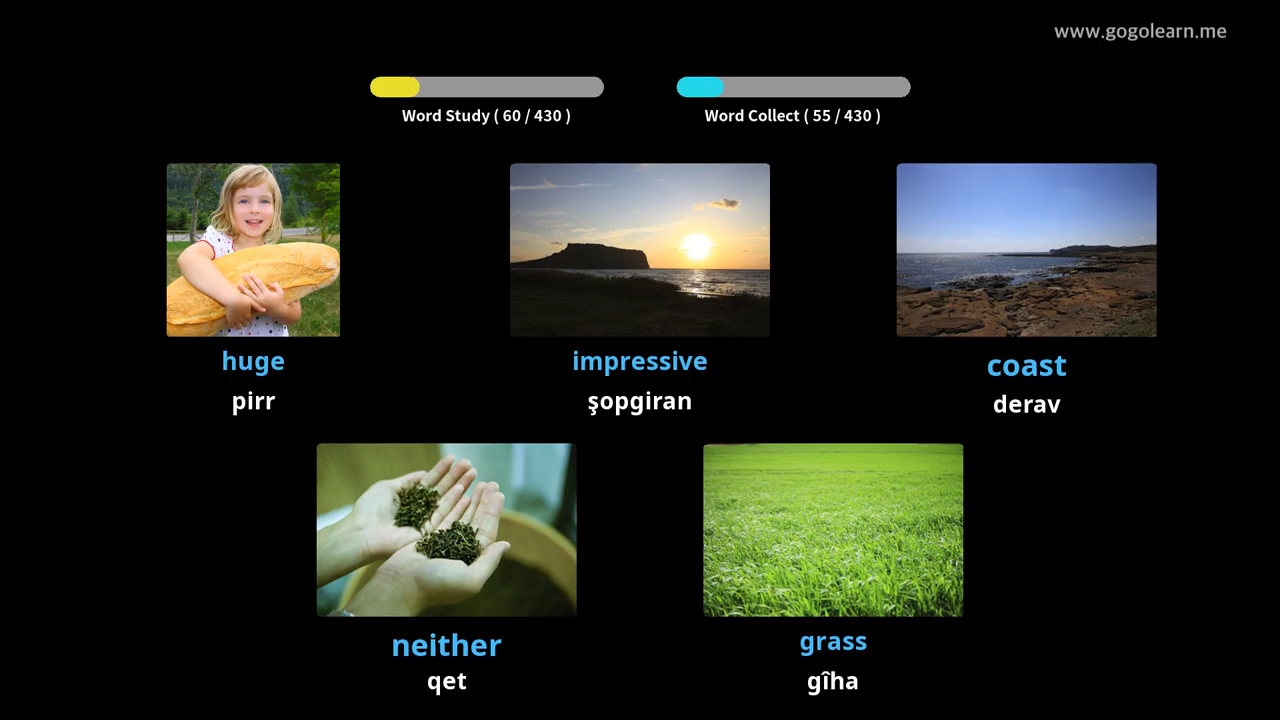 www.gogolearn.me
Word Study ( 60 / 430 )
Word Collect ( 55 / 430 )
huge
pirr
impressive
şopgiran
coast
derav
neither
qet
grass
gîha